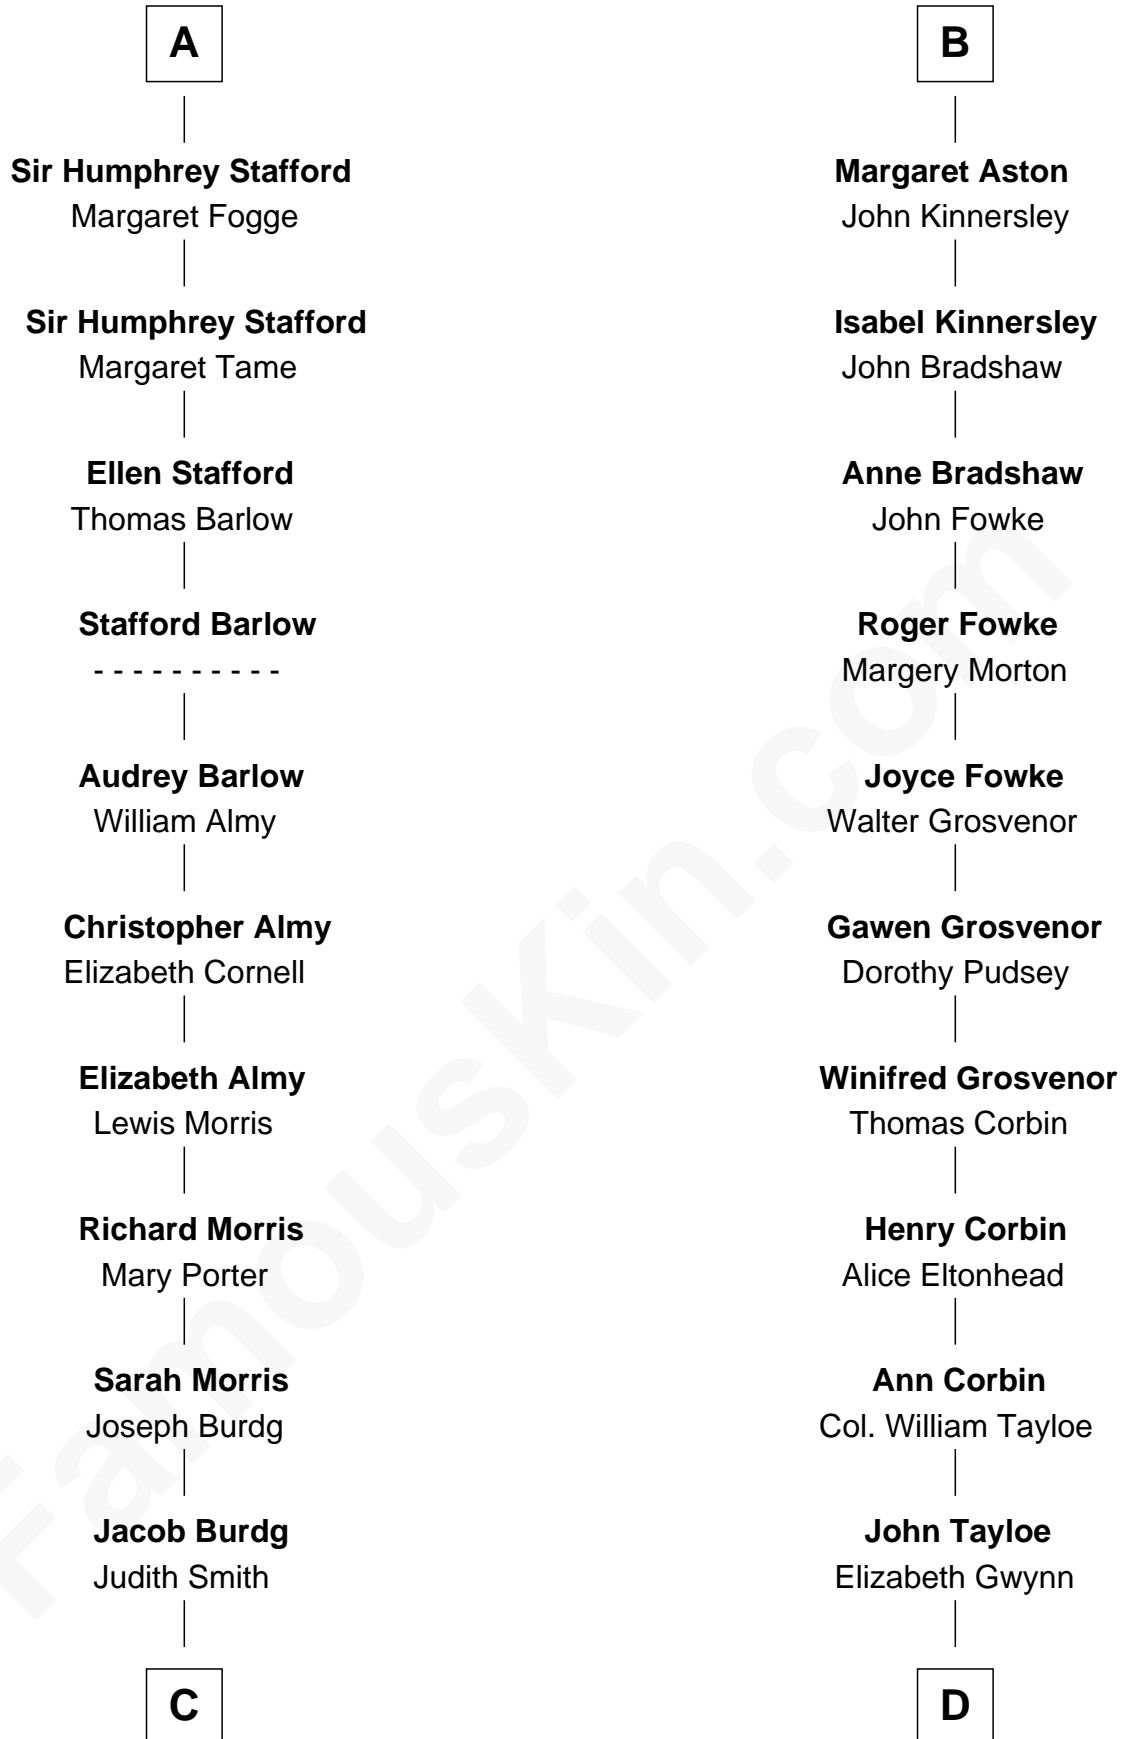 A
Sir Humphrey Stafford
Margaret Fogge
Sir Humphrey Stafford
Margaret Tame
Ellen Stafford
Thomas Barlow
Stafford Barlow
- - - - - - - - - -
Audrey Barlow
William Almy
Christopher Almy
Elizabeth Cornell
Elizabeth Almy
Lewis Morris
Richard Morris
Mary Porter
Sarah Morris
Joseph Burdg
Jacob Burdg
Judith Smith
C
B
Margaret Aston
John Kinnersley
Isabel Kinnersley
John Bradshaw
Anne Bradshaw
John Fowke
Roger Fowke
Margery Morton
Joyce Fowke
Walter Grosvenor
Gawen Grosvenor
Dorothy Pudsey
Winifred Grosvenor
Thomas Corbin
Henry Corbin
Alice Eltonhead
Ann Corbin
Col. William Tayloe
John Tayloe
Elizabeth Gwynn
D
FamousKin.com